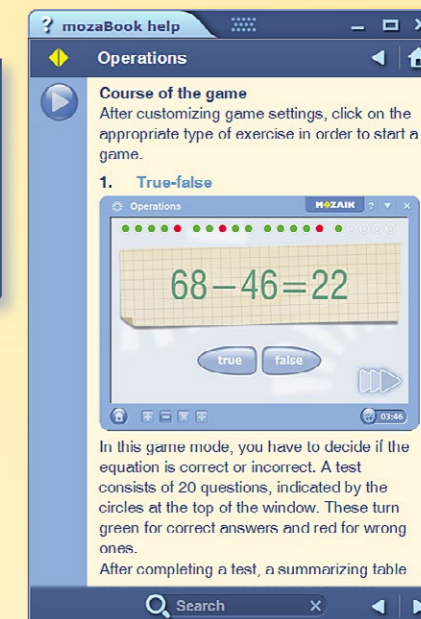 ? mozaBook help
Operations
Course of the game
After customizing game settings, click on the
appropriate type of exercise in order to start a
game.
1. True-false
Operations
MOZAIK ?
68−46=22
true false
03:46
In this game mode, you have to decide if the
equation is correct or incorrect. A test
consists of 20 questions, indicated by the
circles at the top of the window. These turn
green for correct answers and red for wrong
ones.
After completing a test, a summarizing table
Search